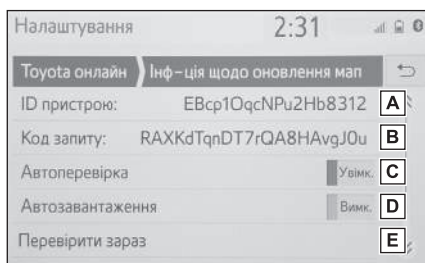 Налаштування 2:31
Toyota онлайн Інф-ція щодо оновлення мап
ID пристрою: EBcp1OqcNPu2Hb8312 A
Код запиту: RAXKdTqnDT7rQA8HAvgJ0u B
Автоперевірка Увімк. C
Автозавантаження Вимк. D
Перевірити зараз E